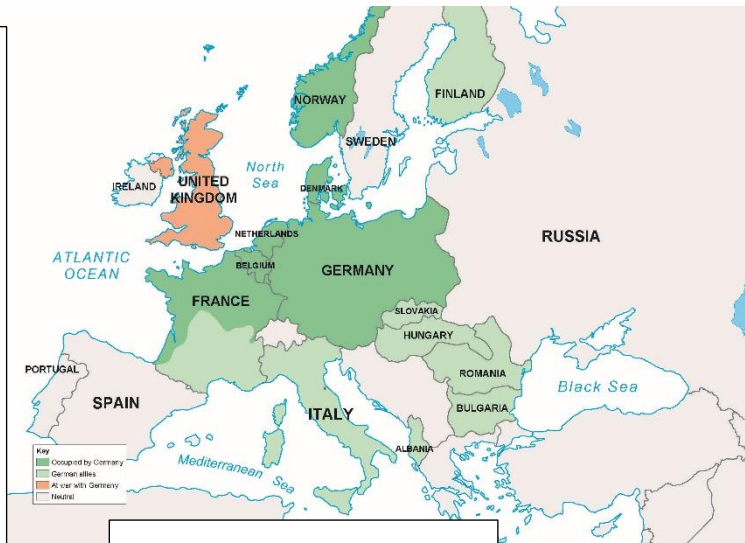 NORWAY
FINLAND
SWEDEN
North
Sea
IRELAND
UNITED
KINGDOM
DENMARK
RUSSIA
NETHERLANDS
ATLANTIC
OCEAN
BELGIUM
GERMANY
FRANCE
SLOVAKIA
HUNGARY
ROMANIA
PORTUGAL
SPAIN
ITALY
BULGARIA
Black Sea
ALBANIA
Mediterranean Sea
Key
Occupied by Germany
German allies
At war with Germany
Neutral